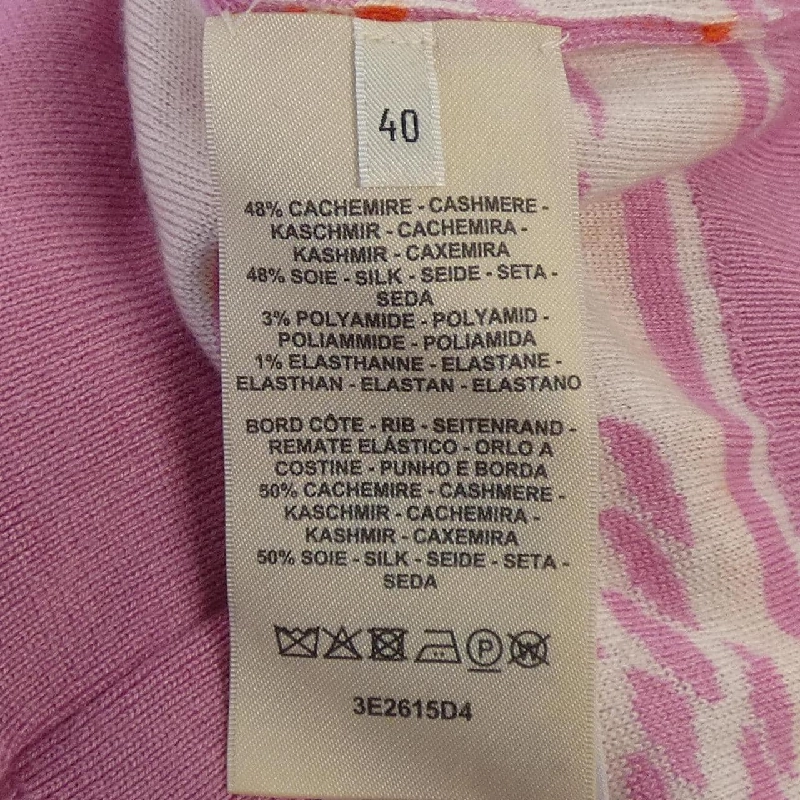 40
48% CACHEMIRE - CASHMERE -
KASCHMIR - CACHEMIRA -
KASHMIR - CAXEMIRA
48% SOIE - SILK - SEIDE - SETA -
SEDA
3% POLYAMIDE - POLYAMID -
POLIAMMIDE - POLIAMIDA
1% ELASTHANNE - ELASTANE -
ELASTHAN - ELASTAN - ELASTANO
BORD CÔTE - RIB - SEITENRAND -
REMATE ELÁSTICO - ORLO A
COSTINE - PUNHO E BORDA
50% CACHEMIRE - CASHMERE -
KASCHMIR - CACHEMIRA -
KASHMIR - CAXEMIRA
50% SOIE - SILK - SEIDE - SETA -
SEDA
P W
3E2615D4